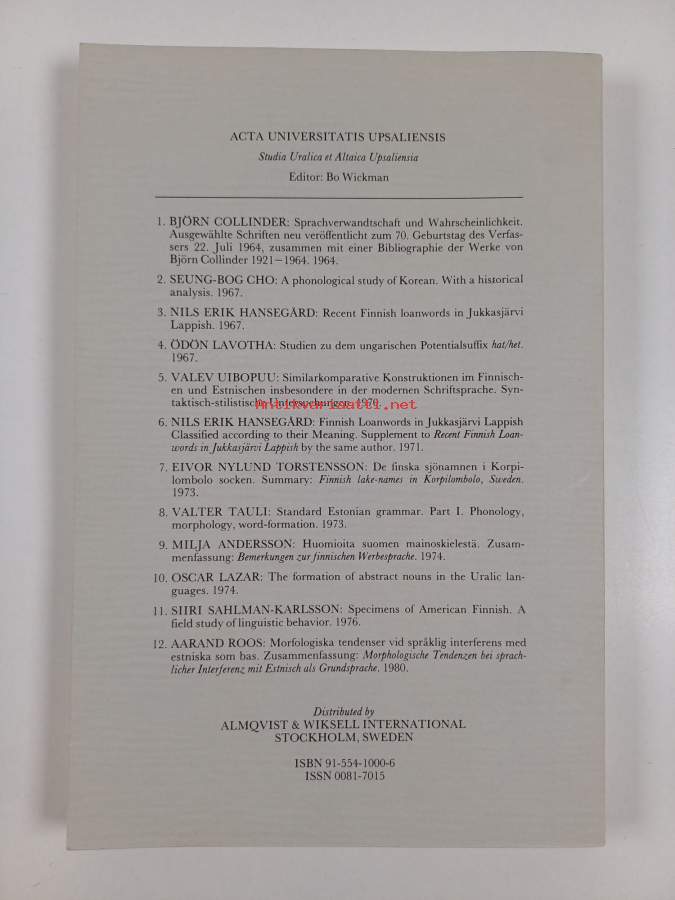 ACTA UNIVERSITATIS UPSALIENSIS
Studia Uralica et Altaica Upsaliensia
Editor: Bo Wickman
1. BJÖRN COLLINDER: Sprachverwandtschaft und Wahrscheinlichkeit.
Ausgewählte Schriften neu veröffentlicht zum 70. Geburtstag des Verfas-
sers 22. Juli 1964, zusammen mit einer Bibliographie der Werke von
Björn Collinder 1921–1964. 1964.
2. SEUNG-BOG CHO: A phonological study of Korean. With a historical
analysis. 1967.
3. NILS ERIK HANSEGÅRD: Recent Finnish loanwords in Jukkasjärvi
Lappish. 1967.
4. ÖDÖN LAVOTHA: Studien zu dem ungarischen Potentialsuffix hat/het.
1967.
5. VALEV UIBOPUU: Similarkomparative Konstruktionen im Finnisch-
en und Estnischen insbesondere in der modernen Schriftsprache. Syn-
taktisch-stilistische Untersuchungen. 1970.
antikvariaatti.net
6. NILS ERIK HANSEGÅRD: Finnish Loanwords in Jukkasjärvi Lappish
Classified according to their Meaning. Supplement to Recent Finnish Loan-
words in Jukkasjärvi Lappish by the same author. 1971.
7. EIVOR NYLUND TORSTENSSON: De finska sjönamnen i Korpi-
lombolo socken. Summary: Finnish lake-names in Korpilombolo, Sweden.
1973.
8. VALTER TAULI: Standard Estonian grammar. Part I. Phonology,
morphology, word-formation. 1973.
9. MILJA ANDERSSON: Huomioita suomen mainoskielestä. Zusam-
menfassung: Bemerkungen zur finnischen Werbesprache. 1974.
10. OSCAR LAZAR: The formation of abstract nouns in the Uralic lan-
guages. 1974.
11. SIIRI SAHLMAN-KARLSSON: Specimens of American Finnish. A
field study of linguistic behavior. 1976.
12. AARAND ROOS: Morfologiska tendenser vid språklig interferens med
estniska som bas. Zusammenfassung: Morphologische Tendenzen bei sprach-
licher Interferenz mit Estnisch als Grundsprache. 1980.
Distributed by
ALMQVIST & WIKSELL INTERNATIONAL
STOCKHOLM, SWEDEN
ISBN 91-554-1000-6
ISSN 0081-7015